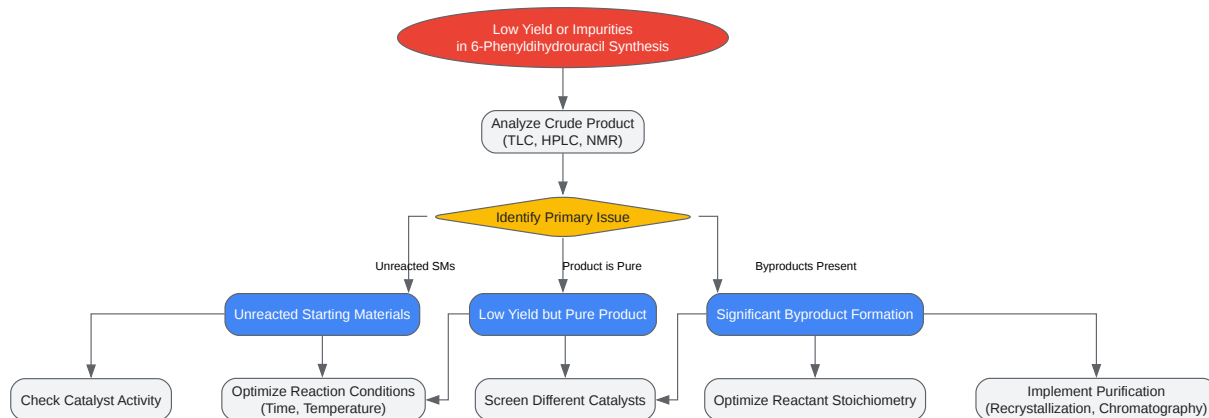 Low Yield or Impurities
in 6-Phenyldihydrouracil Synthesis
Analyze Crude Product
(TLC, HPLC, NMR)
Identify Primary Issue
Unreacted SMs
Product is Pure
Byproducts Present
Unreacted Starting Materials
Low Yield but Pure Product
Significant Byproduct Formation
Check Catalyst Activity
Optimize Reaction Conditions
(Time, Temperature)
Screen Different Catalysts
Optimize Reactant Stoichiometry
Implement Purification
(Recrystallization, Chromatography)